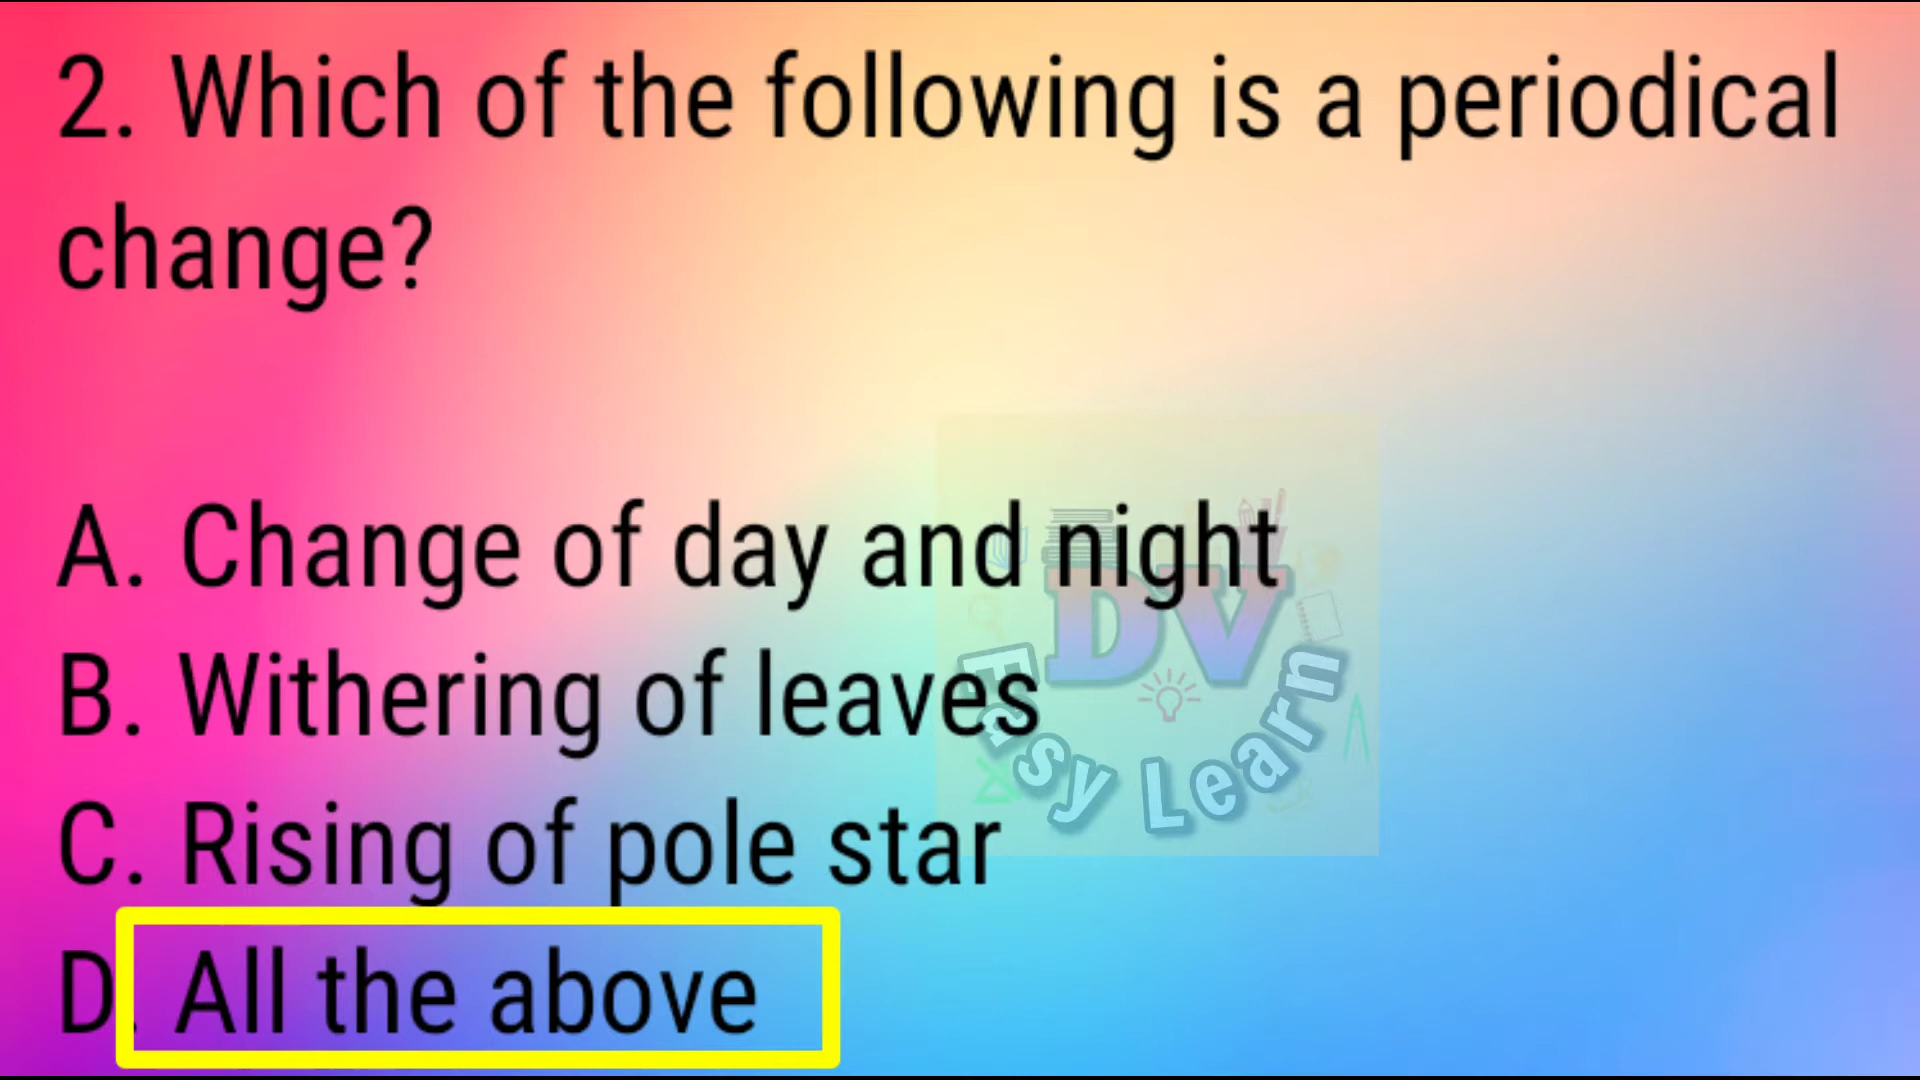 2. Which of the following is a periodical
change?
A. Change of day and night
B. Withering of leaves
C. Rising of pole star
D. All the above
DV
Easy Learn